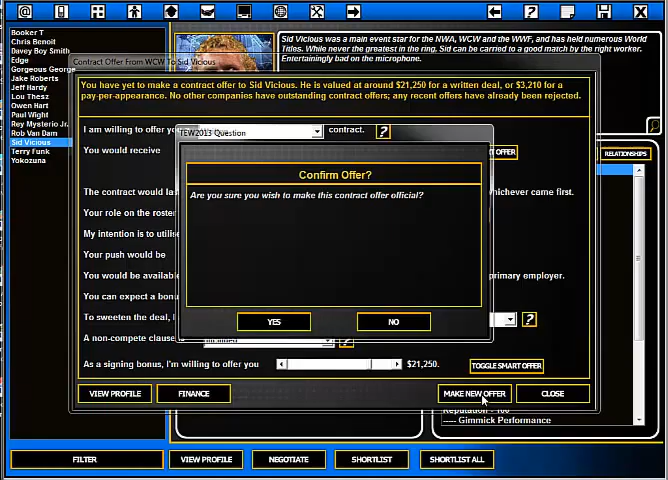 Booker T
Chris Benoit
Davey Boy Smith
Edge
Gorgeous George
Jake Roberts
Jeff Hardy
Lou Thesz
Owen Hart
Paul Wight
Rey Mysterio Jr.
Rob Van Dam
Sid Vicious
Terry Funk
Yokozuna
Sid Vicious was a main event star for the NWA, WCW and the WWF, and has held numerous World
Titles. While never the greatest in the ring, Sid can be carried to a good match by the right worker.
Entertainingly bad on the microphone.
Contract Offer From WCW To Sid Vicious
You have yet to make a contract offer to Sid Vicious. He is valued at around $21,250 for a written deal, or $3,210 for a
pay-per-appearance. No other companies have outstanding contract offers; any recent offers have already been rejected.
I am willing to offer yo
contract.
?
You would receive
OFFER
RELATIONSHIPS
The contract would las
whichever came first.
Your role on the roster
My intention is to utilise
Your push would be
You would be available
primary employer.
You can expect a bonu
To sweeten the deal, I
?
A non-compete clause is
?
As a signing bonus, I'm willing to offer you
$21,250.
TOGGLE SMART OFFER
VIEW PROFILE
FINANCE
MAKE NEW OFFER
CLOSE
TEW2013 Question
Confirm Offer?
Are you sure you wish to make this contract offer official?
YES
NO
Reputation - 100
----- Gimmick Performance
FILTER
VIEW PROFILE
NEGOTIATE
SHORTLIST
SHORTLIST ALL